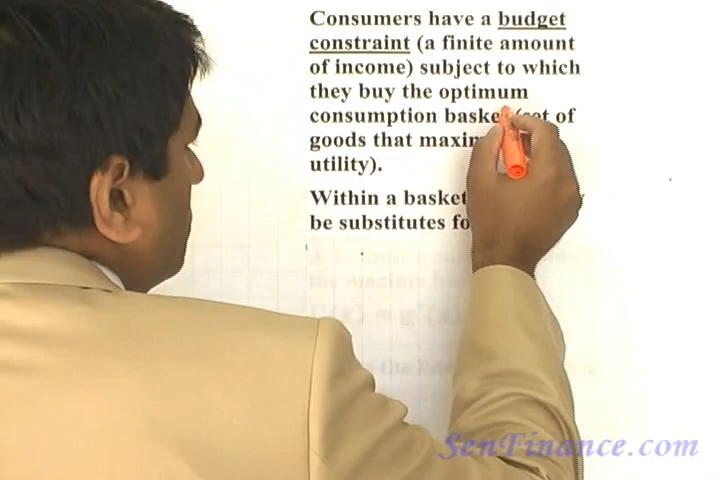 Consumers have a budget
constraint (a finite amount
of income) subject to which
they buy the optimum
consumption of
goods that
utility).
Within a basket
be substitutes
SenFinance.com